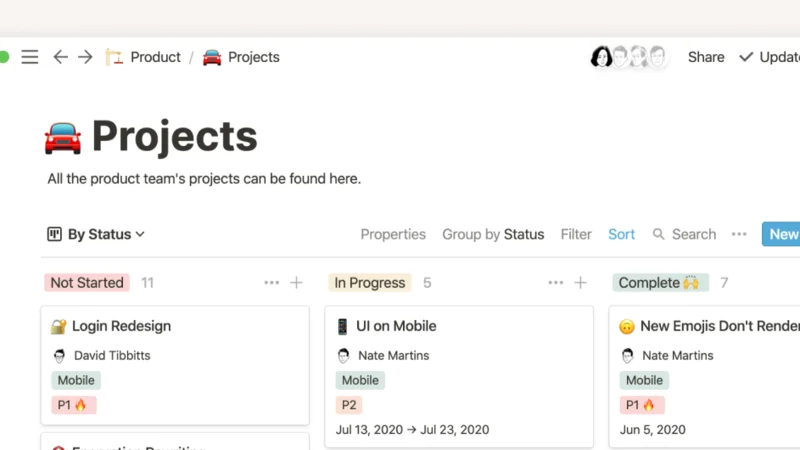 Product / Projects
Share
Projects
All the product team's projects can be found here.
By Status
Properties
Group by Status
Filter
Sort
Search
New
Not Started 11
In Progress 5
Complete 🙌 7
Login Redesign
David Tibbitts
Mobile
P1 🔥
UI on Mobile
Nate Martins
Mobile
P2
Jul 13, 2020 → Jul 23, 2020
New Emojis Don't Render
Nate Martins
Mobile
P1 🔥
Jun 5, 2020